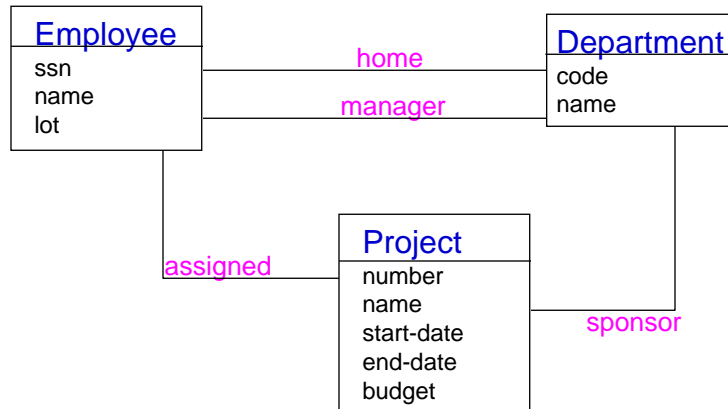 Employee
ssn
name
lot
home
manager
Department
code
name
assigned
Project
number
name
start-date
end-date
budget
sponsor